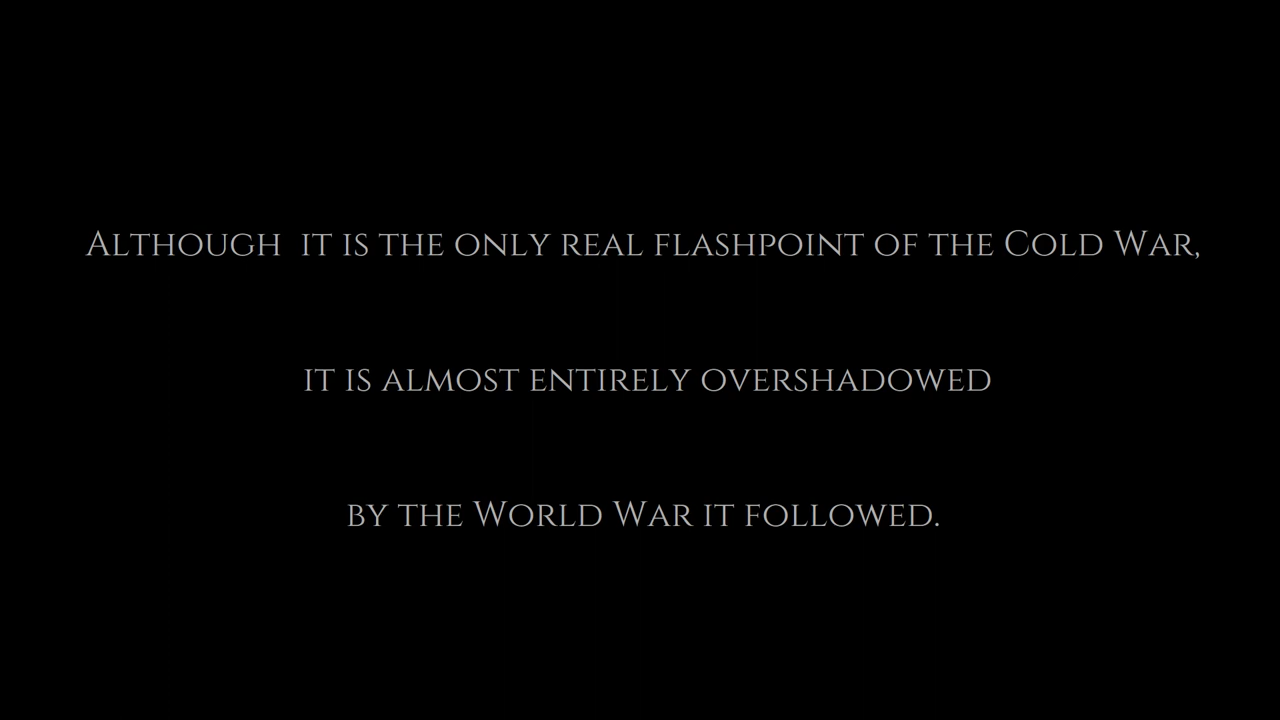 Although  it is the only real flashpoint of the Cold War,
it is almost entirely overshadowed
by the World War it followed.